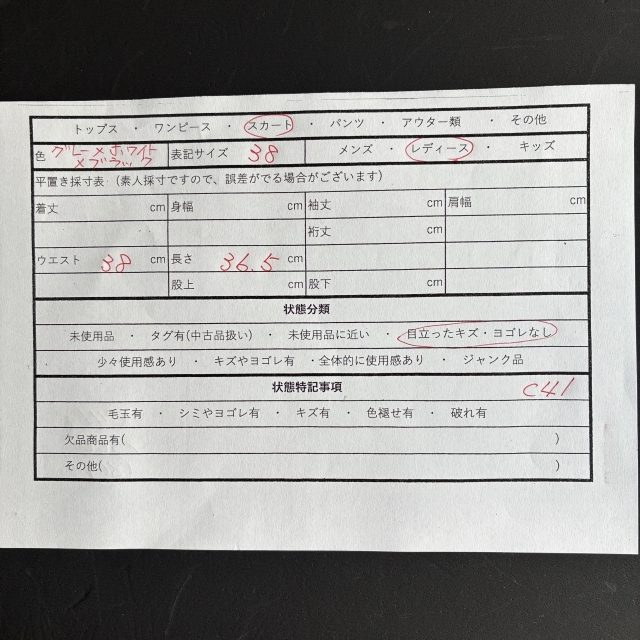 トップス ・ ワンピース ・ スカート ・ パンツ ・ アウター類 ・ その他
色 グレー×ホワイト×ブラック 表記サイズ 38 メンズ ・ レディース ・ キッズ
平置き採寸表 (素人採寸ですので、誤差がでる場合がございます)
着丈 cm 身幅 cm 袖丈 cm 肩幅 cm
裄丈 cm
ウエスト 38 cm 長さ 36.5 cm
股上 cm 股下 cm
状態分類
未使用品 ・ タグ有(中古品扱い) ・ 未使用品に近い ・ 目立ったキズ・ヨゴレなし
少々使用感あり ・ キズやヨゴレ有 ・全体的に使用感あり ・ ジャンク品
状態特記事項 C41
毛玉有 ・ シミやヨゴレ有 ・ キズ有 ・ 色褪せ有 ・ 破れ有
欠品商品有( )
その他( )